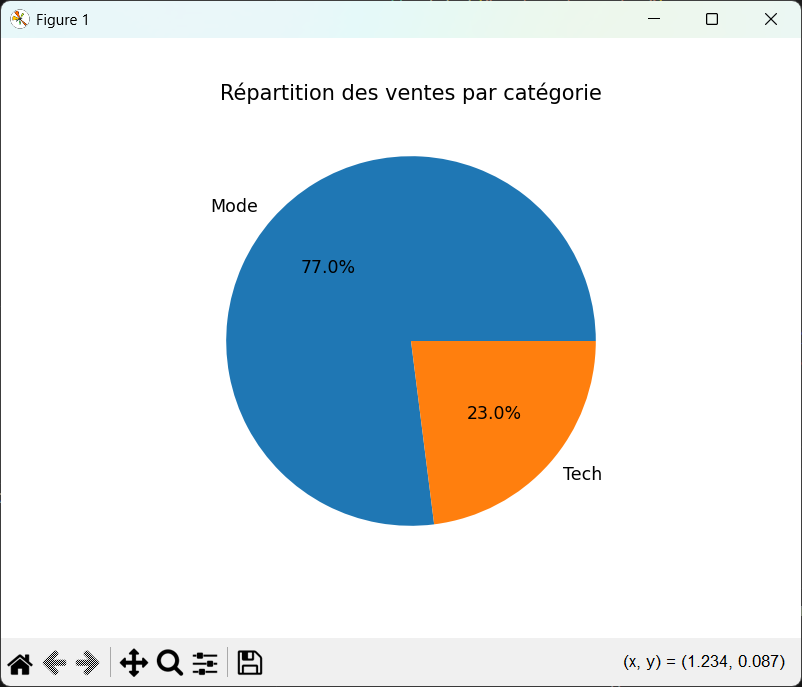 Figure 1
Répartition des ventes par catégorie
Mode
77.0%
23.0%
Tech
(x, y) = (1.234, 0.087)